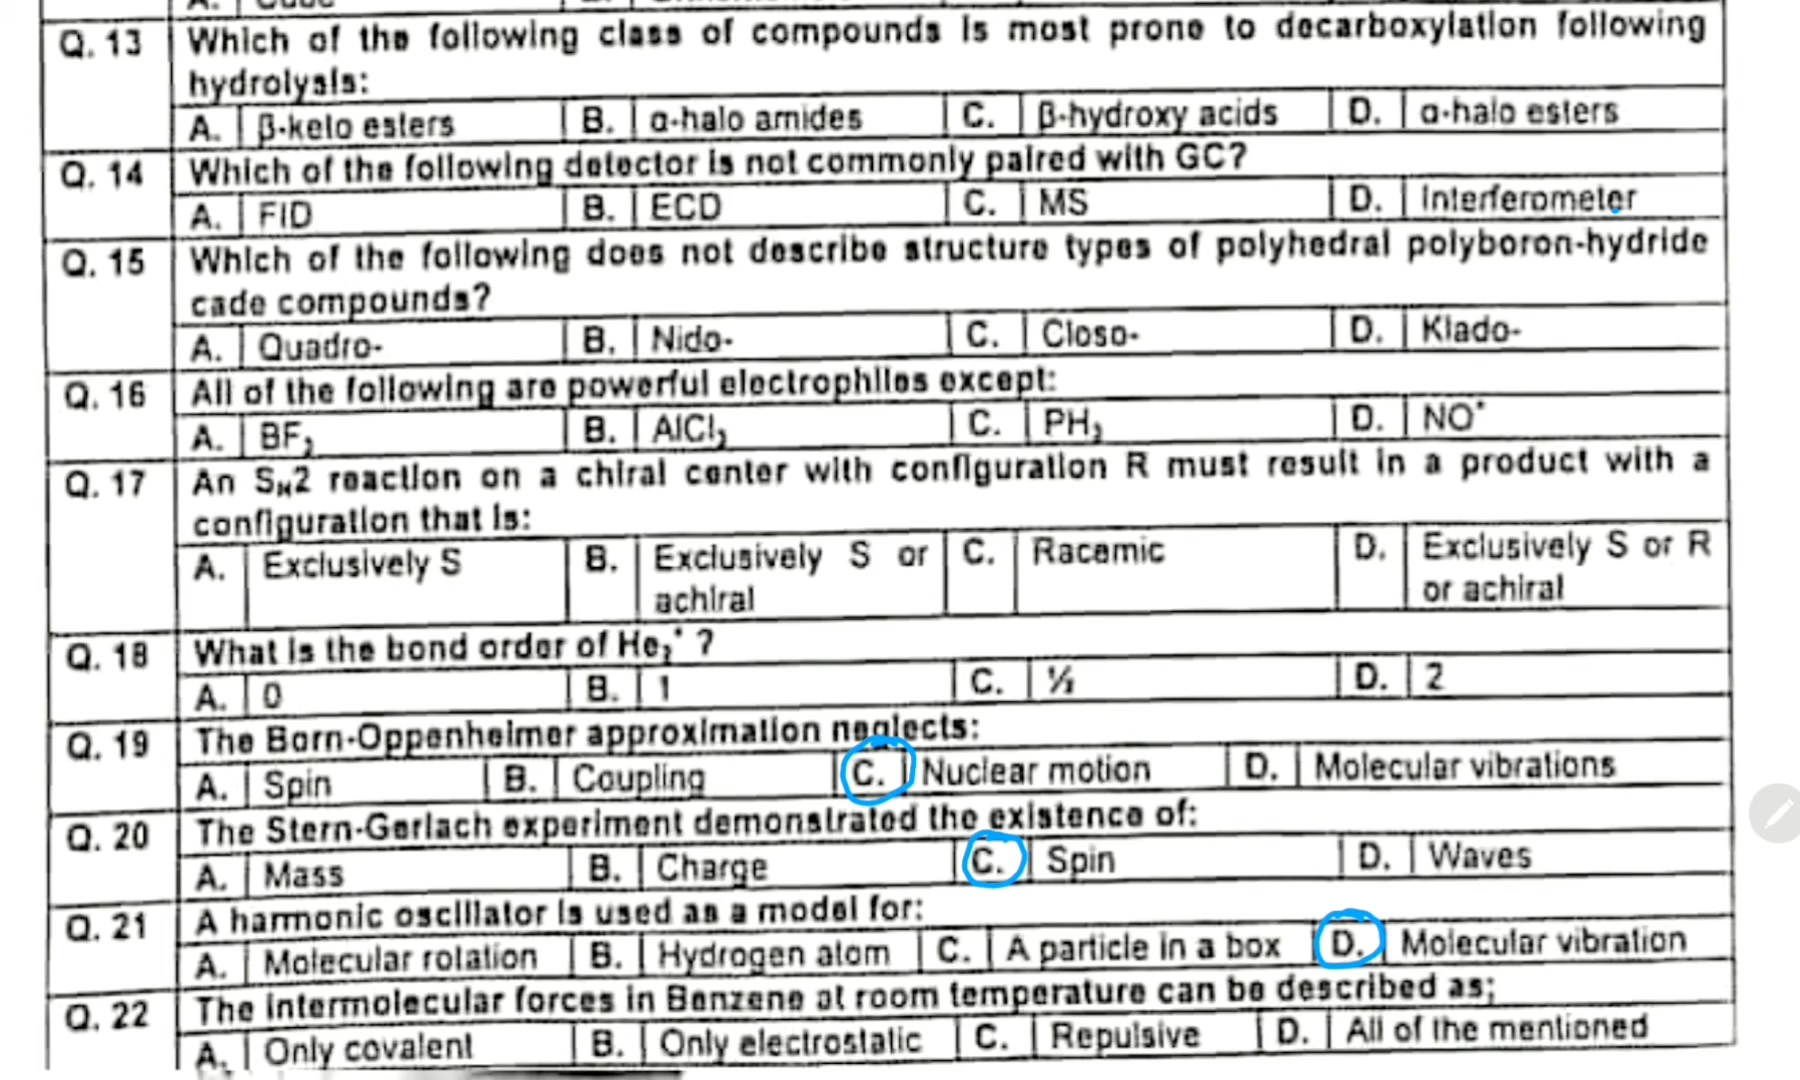 Q. 13 Which of the following class of compounds is most prone to decarboxylation following
hydrolysis:
A. β-keto esters B. α-halo amides C. β-hydroxy acids D. α-halo esters
Q. 14 Which of the following detector is not commonly paired with GC?
A. FID B. ECD C. MS D. Interferometer
Q. 15 Which of the following does not describe structure types of polyhedral polyboron-hydride
cade compounds?
A. Quadro- B. Nido- C. Closo- D. Klado-
Q. 16 All of the following are powerful electrophiles except:
A. BF₃ B. AlCl₃ C. PH₃ D. NO⁺
Q. 17 An SN2 reaction on a chiral center with configuration R must result in a product with a
configuration that is:
A. Exclusively S B. Exclusively S or C. Racemic D. Exclusively S or R
achiral or achiral
Q. 18 What is the bond order of He₂⁺ ?
A. 0 B. 1 C. ½ D. 2
Q. 19 The Born-Oppenheimer approximation neglects:
A. Spin B. Coupling C. Nuclear motion D. Molecular vibrations
Q. 20 The Stern-Gerlach experiment demonstrated the existence of:
A. Mass B. Charge C. Spin D. Waves
Q. 21 A harmonic oscillator is used as a model for:
A. Molecular rotation B. Hydrogen atom C. A particle in a box D. Molecular vibration
Q. 22 The intermolecular forces in Benzene at room temperature can be described as;
A. Only covalent B. Only electrostatic C. Repulsive D. All of the mentioned